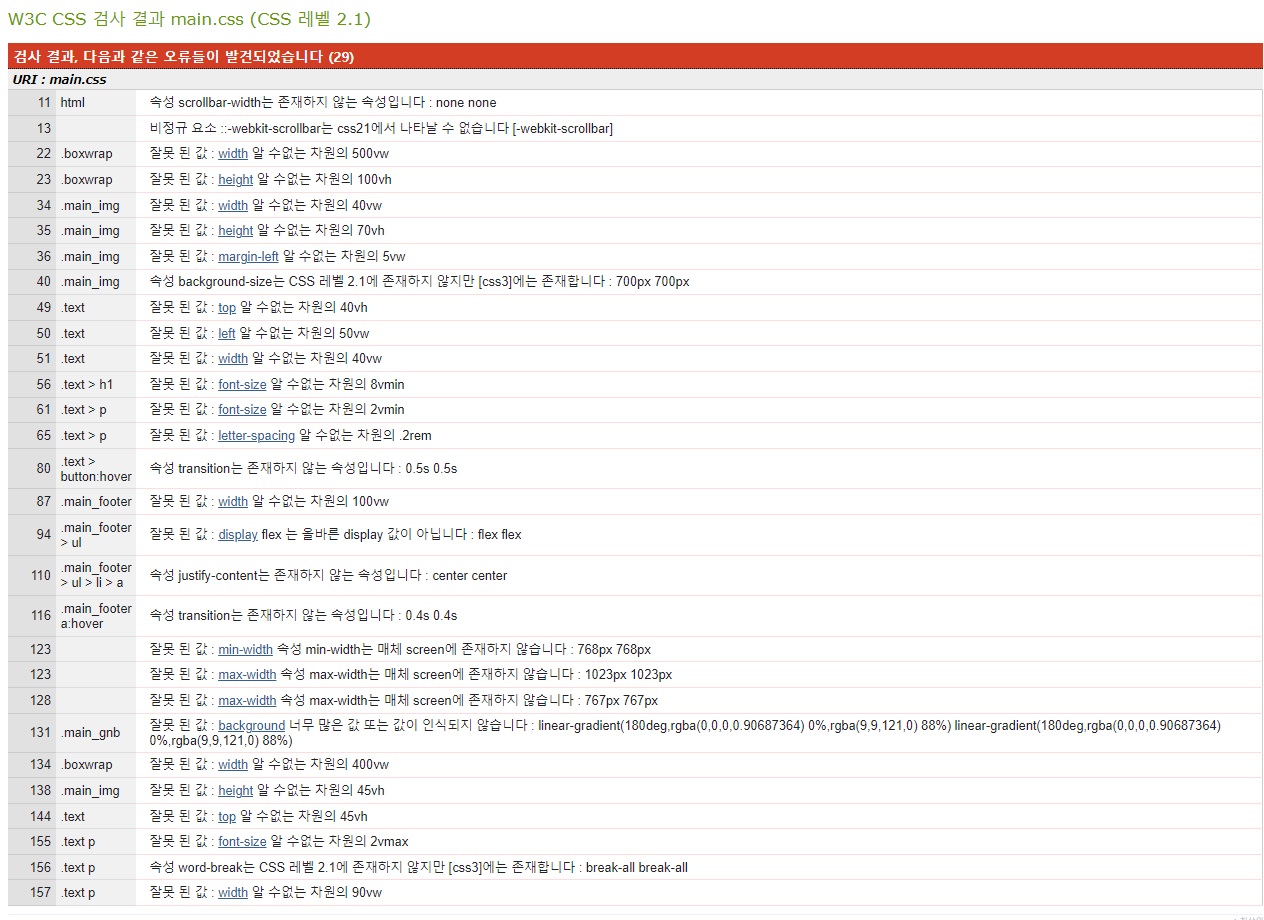 W3C CSS 검사 결과 main.css (CSS 레벨 2.1)
검사 결과, 다음과 같은 오류들이 발견되었습니다 (29)
URI : main.css
11 html 속성 scrollbar-width는 존재하지 않는 속성입니다 : none none
13 비정규 요소 ::-webkit-scrollbar는 css21에서 나타날 수 없습니다 [-webkit-scrollbar]
22 .boxwrap 잘못 된 값 : width 알 수없는 차원의 500vw
23 .boxwrap 잘못 된 값 : height 알 수없는 차원의 100vh
34 .main_img 잘못 된 값 : width 알 수없는 차원의 40vw
35 .main_img 잘못 된 값 : height 알 수없는 차원의 70vh
36 .main_img 잘못 된 값 : margin-left 알 수없는 차원의 5vw
40 .main_img 속성 background-size는 CSS 레벨 2.1에 존재하지 않지만 [css3]에는 존재합니다 : 700px 700px
49 .text 잘못 된 값 : top 알 수없는 차원의 40vh
50 .text 잘못 된 값 : left 알 수없는 차원의 50vw
51 .text 잘못 된 값 : width 알 수없는 차원의 40vw
56 .text > h1 잘못 된 값 : font-size 알 수없는 차원의 8vmin
61 .text > p 잘못 된 값 : font-size 알 수없는 차원의 2vmin
65 .text > p 잘못 된 값 : letter-spacing 알 수없는 차원의 .2rem
80 .text >
button:hover 속성 transition는 존재하지 않는 속성입니다 : 0.5s 0.5s
87 .main_footer 잘못 된 값 : width 알 수없는 차원의 100vw
94 .main_footer
> ul 잘못 된 값 : display flex 는 올바른 display 값이 아닙니다 : flex flex
110 .main_footer
> ul > li > a 속성 justify-content는 존재하지 않는 속성입니다 : center center
116 .main_footer
a:hover 속성 transition는 존재하지 않는 속성입니다 : 0.4s 0.4s
123 잘못 된 값 : min-width 속성 min-width는 매체 screen에 존재하지 않습니다 : 768px 768px
123 잘못 된 값 : max-width 속성 max-width는 매체 screen에 존재하지 않습니다 : 1023px 1023px
128 잘못 된 값 : max-width 속성 max-width는 매체 screen에 존재하지 않습니다 : 767px 767px
131 .main_gnb 잘못 된 값 : background 너무 많은 값 또는 값이 인식되지 않습니다 : linear-gradient(180deg,rgba(0,0,0,0.90687364) 0%,rgba(9,9,121,0) 88%) linear-gradient(180deg,rgba(0,0,0,0.90687364)
0%,rgba(9,9,121,0) 88%)
134 .boxwrap 잘못 된 값 : width 알 수없는 차원의 400vw
138 .main_img 잘못 된 값 : height 알 수없는 차원의 45vh
144 .text 잘못 된 값 : top 알 수없는 차원의 45vh
155 .text p 잘못 된 값 : font-size 알 수없는 차원의 2vmax
156 .text p 속성 word-break는 CSS 레벨 2.1에 존재하지 않지만 [css3]에는 존재합니다 : break-all break-all
157 .text p 잘못 된 값 : width 알 수없는 차원의 90vw